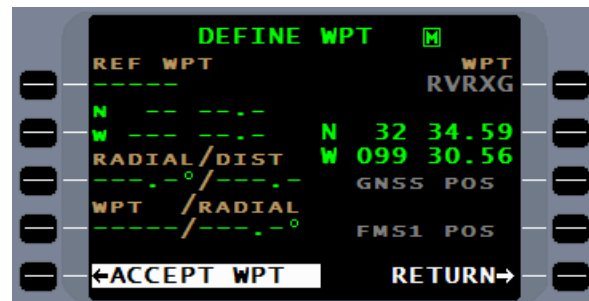 DEFINE WPT M
REF WPT WPT
----- RVRXG
N -- --.-
W --- --.- N 32 34.59
RADIAL/DIST W 099 30.56
---.-°/---.- GNSS POS
WPT /RADIAL
-----/---.-° FMS1 POS
←ACCEPT WPT RETURN→